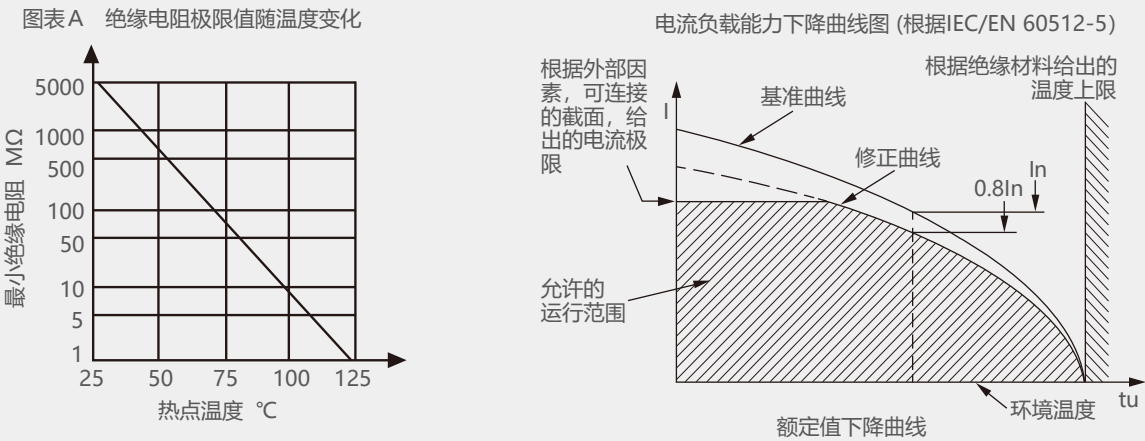 图表A 绝缘电阻极限值随温度变化
最小绝缘电阻 MΩ
5000
1000
500
100
50
10
5
1
25 50 75 100 125
热点温度 ℃
电流负载能力下降曲线图 (根据IEC/EN 60512-5)
根据外部因
素，可连接
的截面，给
出的电流极
限
I
基准曲线
根据绝缘材料给出的
温度上限
修正曲线
In
0.8In
允许的
运行范围
环境温度
tu
额定值下降曲线